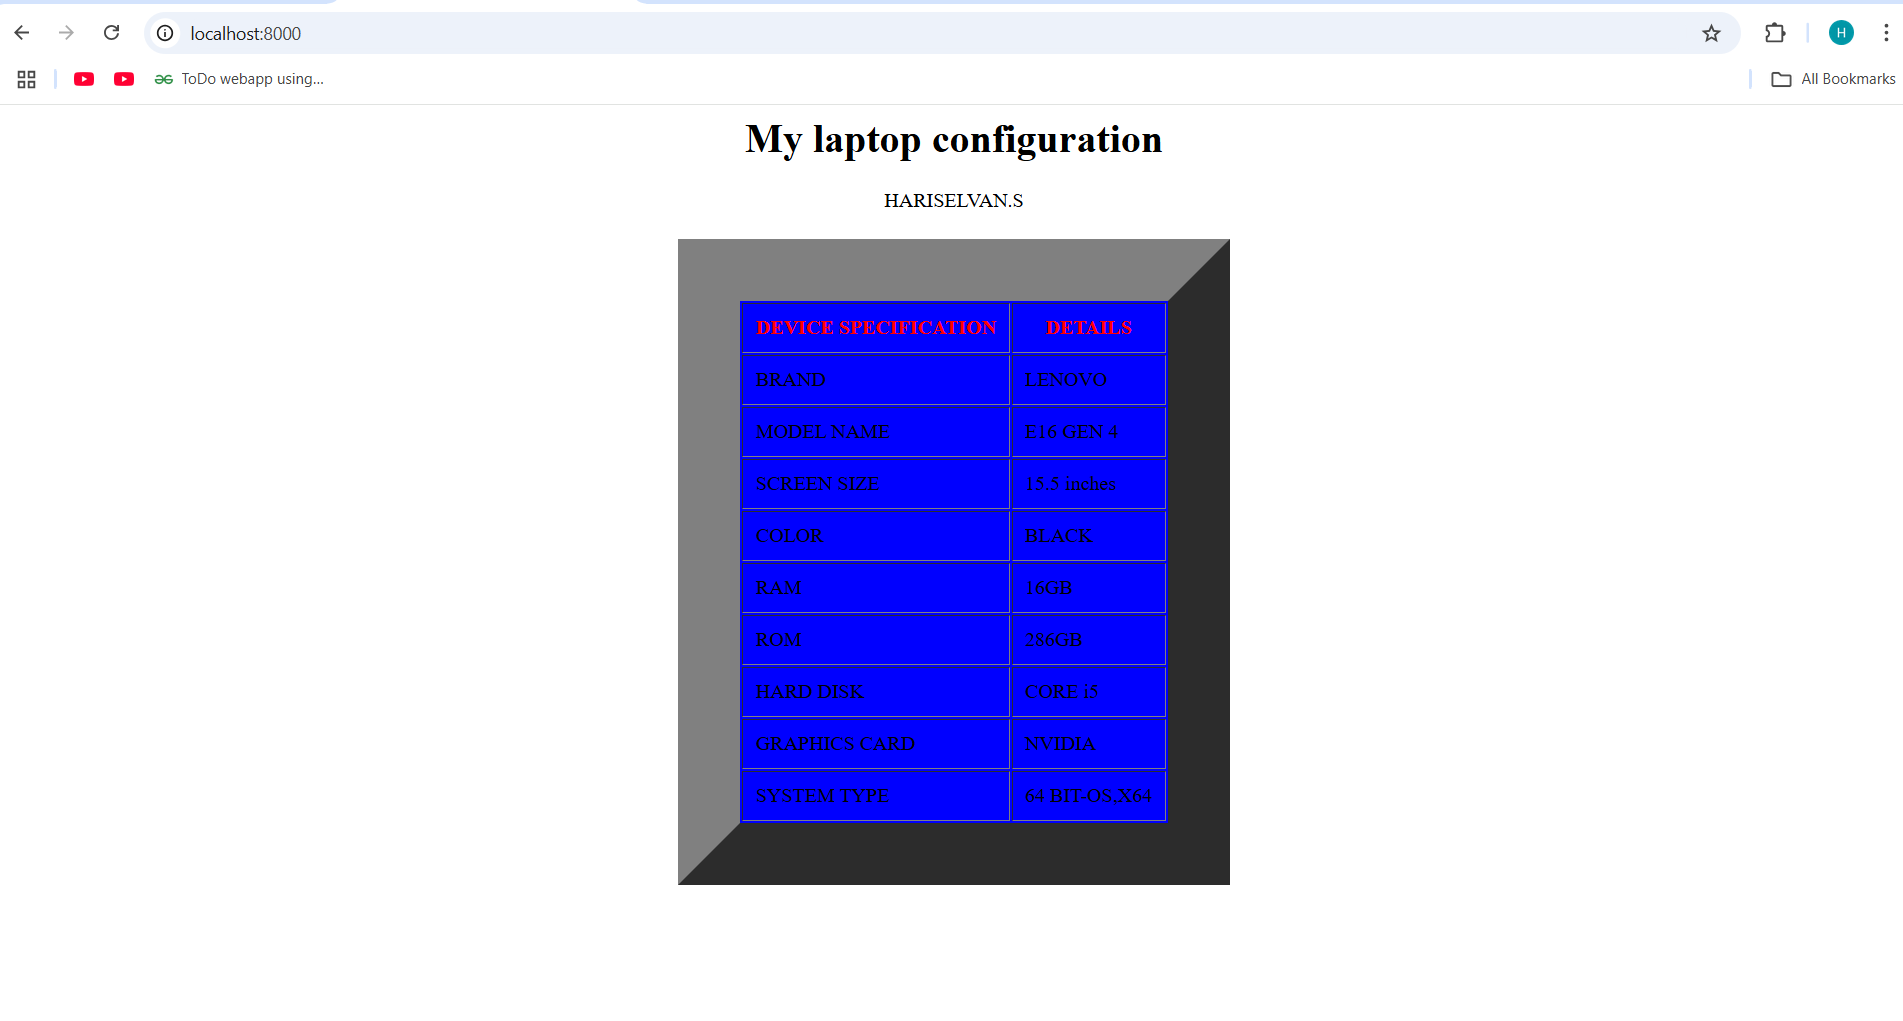 localhost:8000
H
ToDo webapp using...
All Bookmarks
My laptop configuration
HARISELVAN.S
DEVICE SPECIFICATION DETAILS
BRAND LENOVO
MODEL NAME E16 GEN 4
SCREEN SIZE 15.5 inches
COLOR BLACK
RAM 16GB
ROM 286GB
HARD DISK CORE i5
GRAPHICS CARD NVIDIA
SYSTEM TYPE 64 BIT-OS,X64